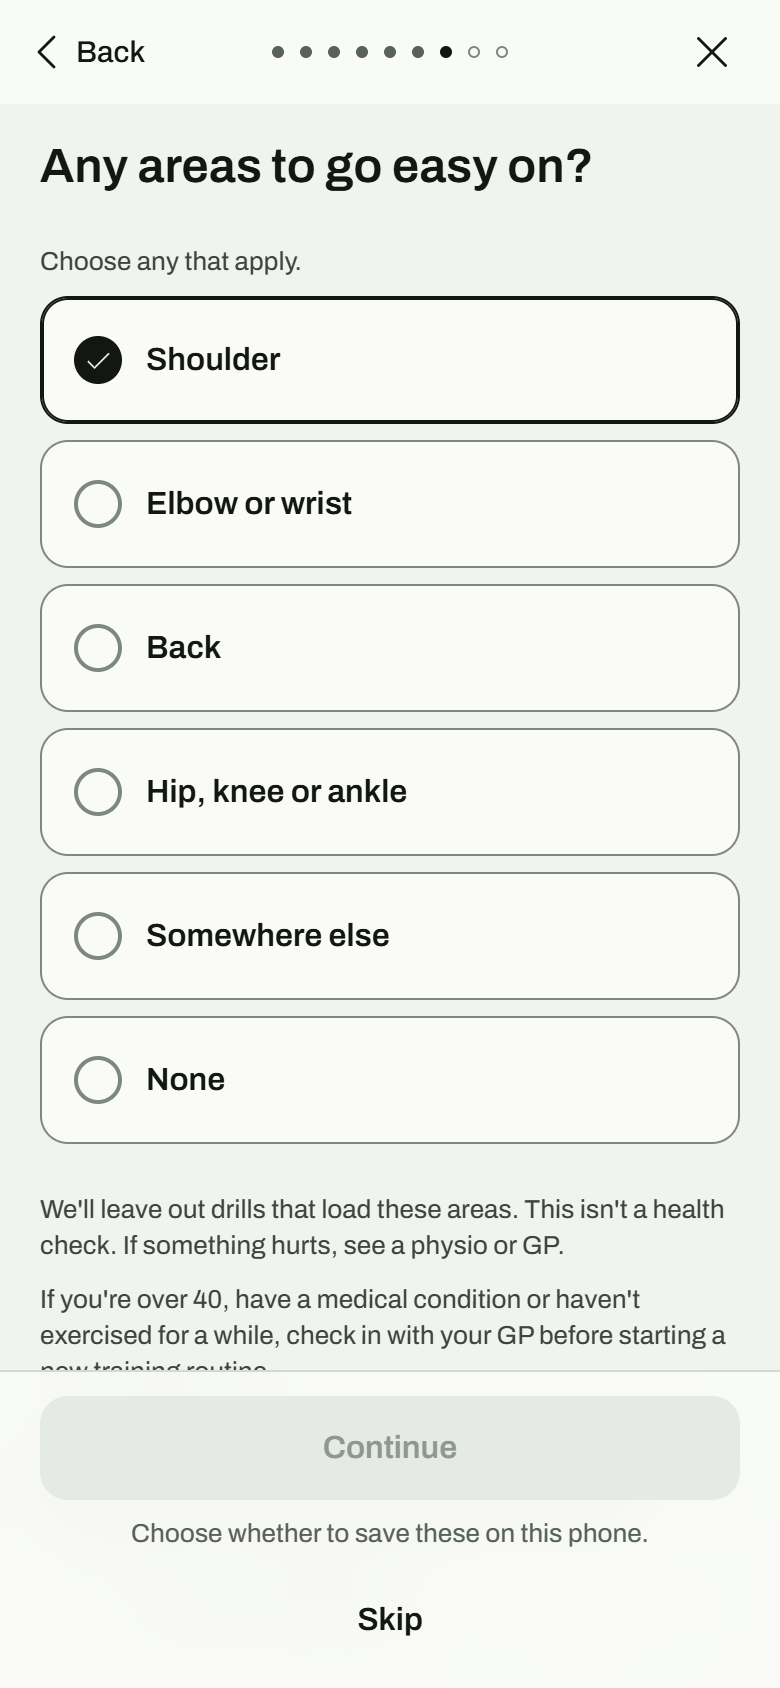 Back
Any areas to go easy on?
Choose any that apply.
Shoulder
Elbow or wrist
Back
Hip, knee or ankle
Somewhere else
None
We'll leave out drills that load these areas. This isn't a health
check. If something hurts, see a physio or GP.
If you're over 40, have a medical condition or haven't
exercised for a while, check in with your GP before starting a
new training routine.
Continue
Choose whether to save these on this phone.
Skip